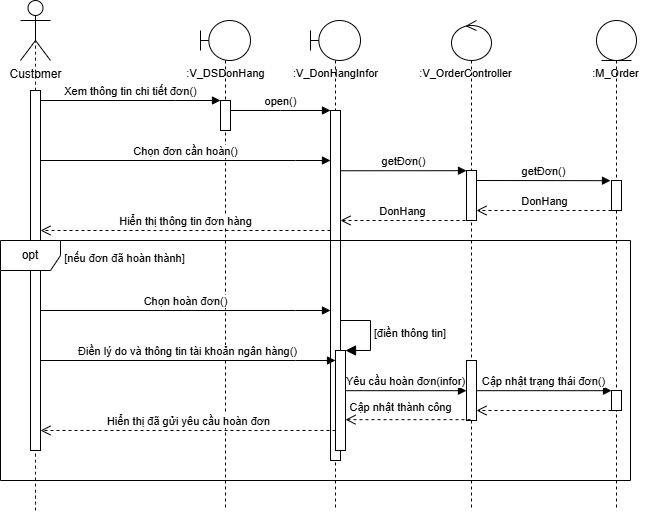 Customer
:V_DSDonHang
:V_DonHangInfor
:V_OrderController
:M_Order
Xem thông tin chi tiết đơn()
open()
Chọn đơn cần hoàn()
getĐơn()
getĐơn()
DonHang
DonHang
Hiển thị thông tin đơn hàng
opt
[nếu đơn đã hoàn thành]
Chọn hoàn đơn()
[điền thông tin]
Điền lý do và thông tin tài khoản ngân hàng()
Yêu cầu hoàn đơn(infor)
Cập nhật trạng thái đơn()
Cập nhật thành công
Hiển thị đã gửi yêu cầu hoàn đơn